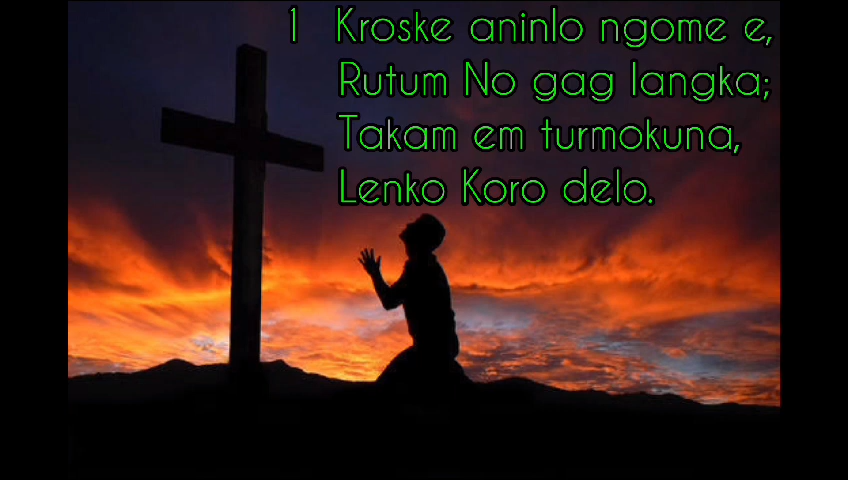 1 Kroske aninlo ngome e,
Rutum No gag langka;
Takam em turmokuna,
Lenko Koro delo.